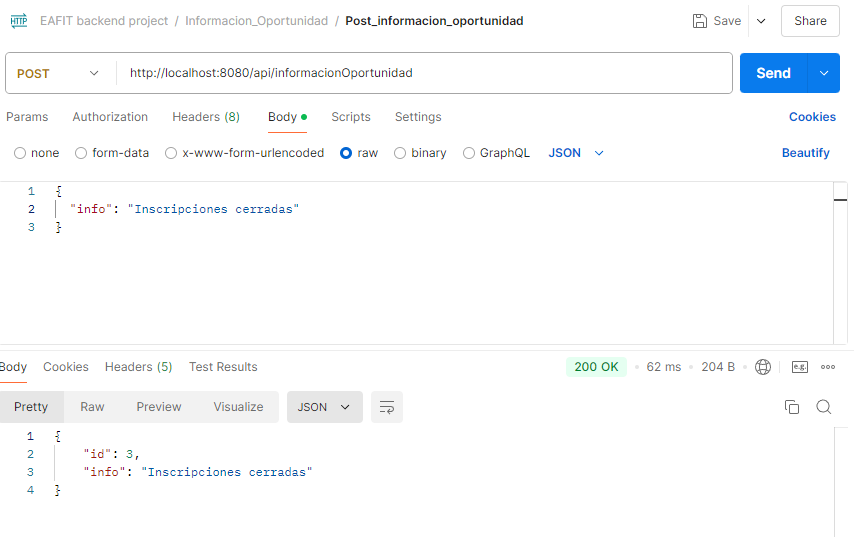 HTTP EAFIT backend project / Informacion_Oportunidad / Post_informacion_oportunidad Save Share
POST http://localhost:8080/api/informacionOportunidad Send
Params Authorization Headers (8) Body Scripts Settings Cookies
none form-data x-www-form-urlencoded raw binary GraphQL JSON Beautify
1 {
2 "info": "Inscripciones cerradas"
3 }
Body Cookies Headers (5) Test Results 200 OK 62 ms 204 B e.g.
Pretty Raw Preview Visualize JSON
1 {
2 "id": 3,
3 "info": "Inscripciones cerradas"
4 }